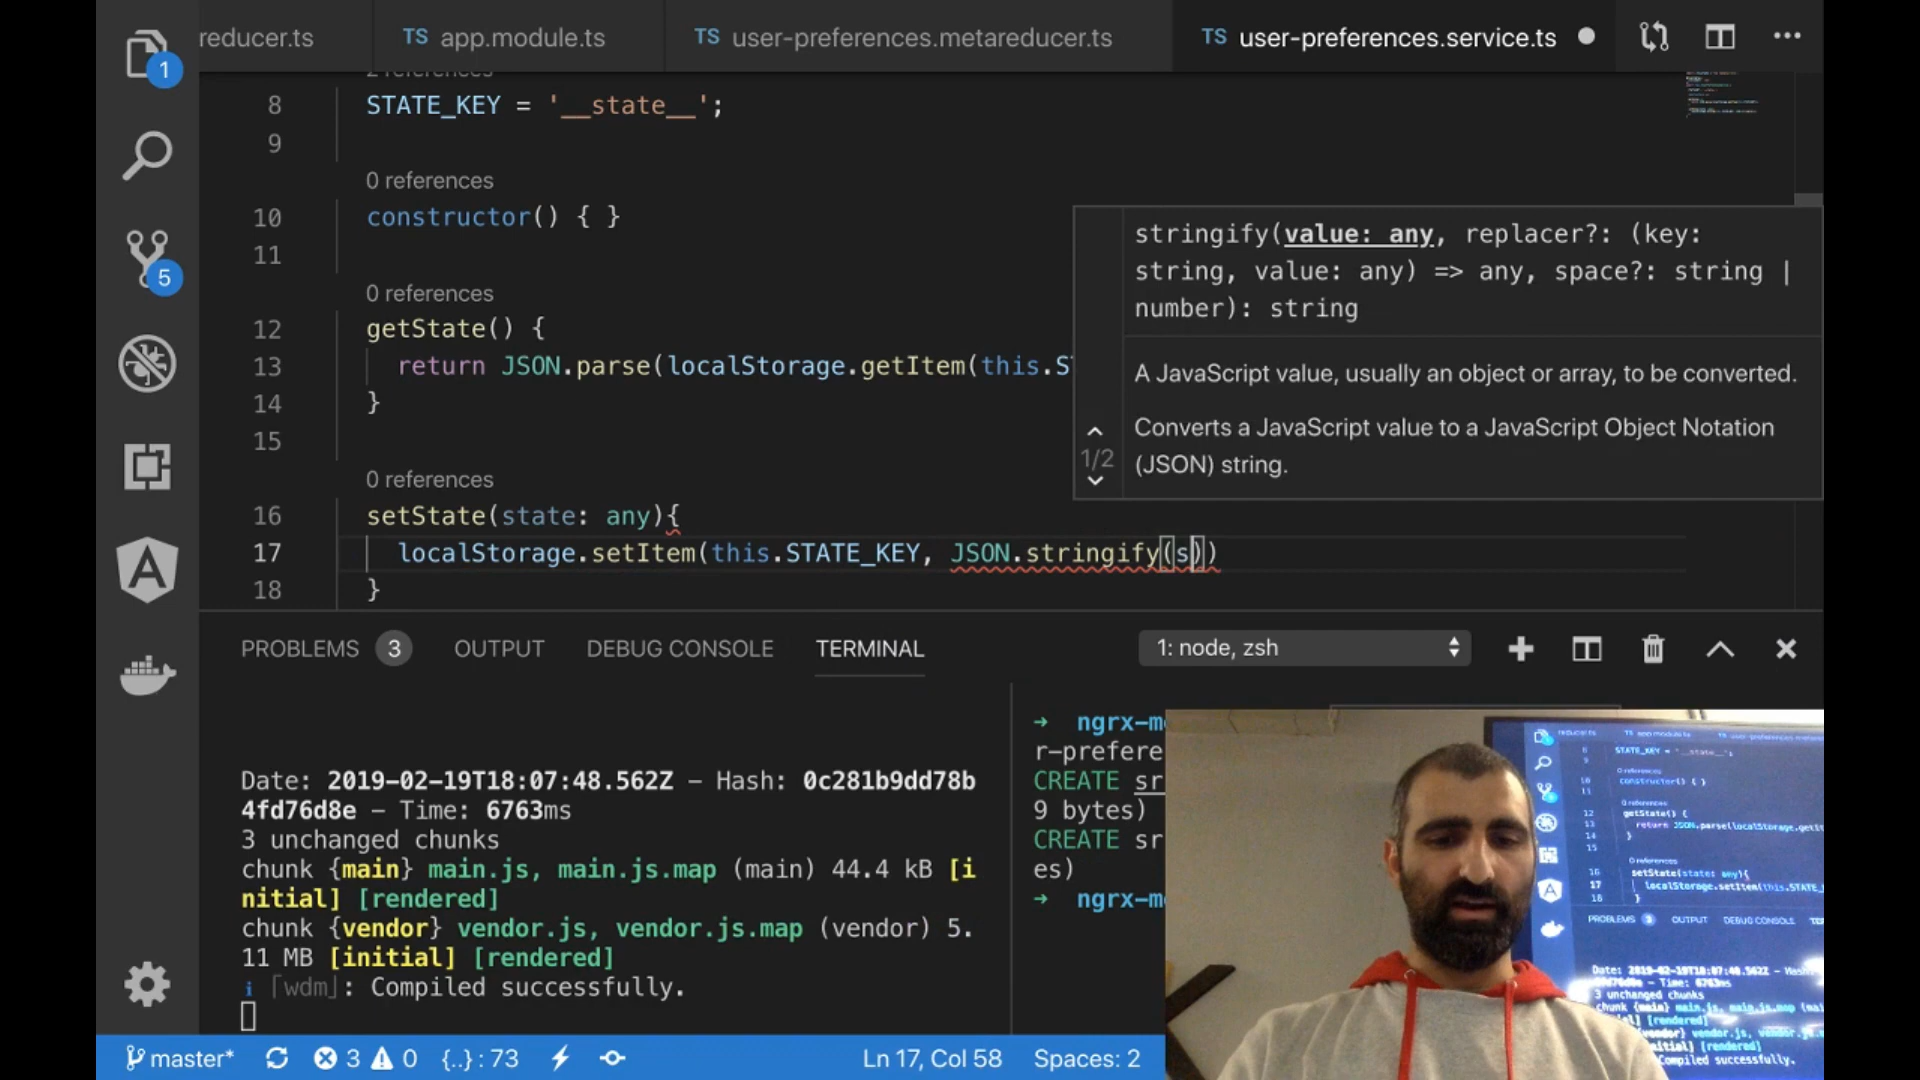 reducer.ts
TS app.module.ts
TS user-preferences.metareducer.ts
TS user-preferences.service.ts
1
8 STATE_KEY = '__state__';
9
0 references
10 constructor() { }
11
0 references
12 getState() {
13 return JSON.parse(localStorage.getItem(this.S
14 }
15
0 references
16 setState(state: any){
17 localStorage.setItem(this.STATE_KEY, JSON.stringify(s))
18 }
stringify(value: any, replacer?: (key:
string, value: any) => any, space?: string |
number): string
A JavaScript value, usually an object or array, to be converted.
1/2
Converts a JavaScript value to a JavaScript Object Notation
(JSON) string.
5
PROBLEMS 3 OUTPUT DEBUG CONSOLE TERMINAL
1: node, zsh
Date: 2019-02-19T18:07:48.562Z - Hash: 0c281b9dd78b
4fd76d8e - Time: 6763ms
3 unchanged chunks
chunk {main} main.js, main.js.map (main) 44.4 kB [i
nitial] [rendered]
chunk {vendor} vendor.js, vendor.js.map (vendor) 5.
11 MB [initial] [rendered]
i ｢wdm｣: Compiled successfully.
➜ ngrx-m
r-prefere
CREATE sr
9 bytes)
CREATE sr
es)
➜ ngrx-m
master* 3 0 {..}: 73
Ln 17, Col 58
Spaces: 2